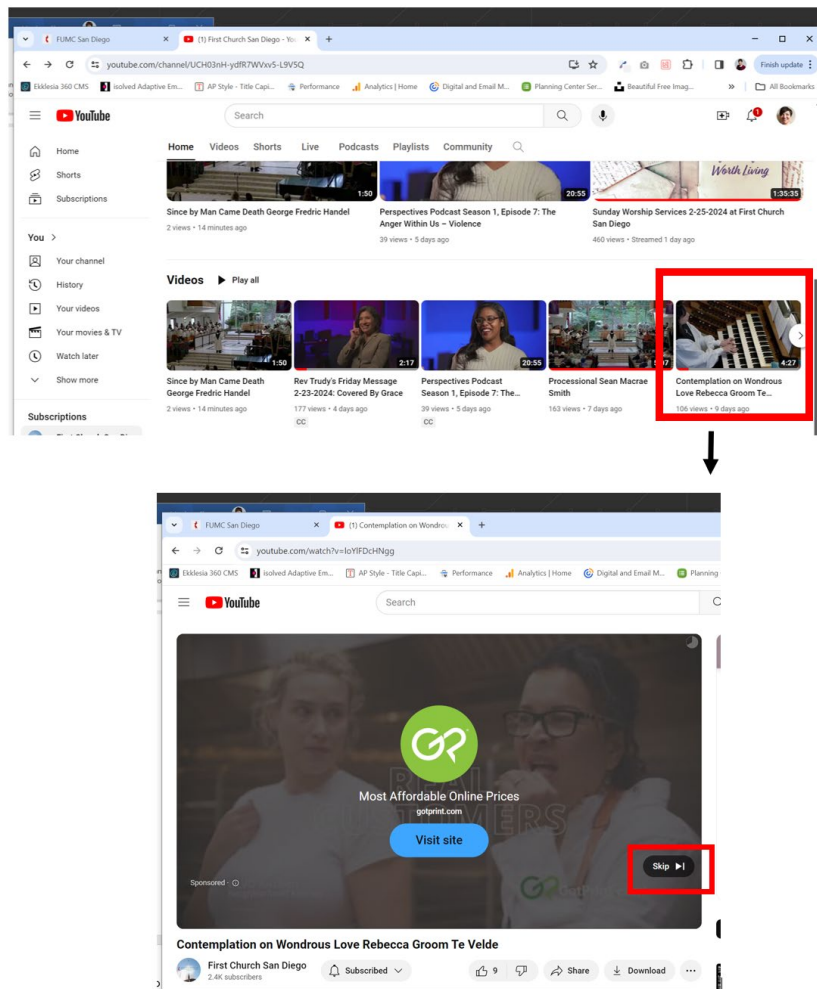 FUMC San Diego
(1) First Church San Diego - You
Finish update
youtube.com/channel/UCH03nH-ydfR7WVxvS-L9V5Q
Ekklesia 360 CMS isolved Adaptive Em... AP Style - Title Capi... Performance Analytics | Home Digital and Email M... Planning Center Ser... Beautiful Free Imag... » All Bookmarks
YouTube
Search
1
Home
Shorts
Subscriptions
You >
Your channel
History
Your videos
Your movies & TV
Watch later
Show more
Subscriptions
Home Videos Shorts Live Podcasts Playlists Community
1:50
Since by Man Came Death George Fredric Handel
2 views • 14 minutes ago
20:55
Perspectives Podcast Season 1, Episode 7: The
Anger Within Us – Violence
39 views • 5 days ago
Worth Living
1:35:35
Sunday Worship Services 2-25-2024 at First Church
San Diego
460 views • Streamed 1 day ago
Videos Play all
1:50
Since by Man Came Death
George Fredric Handel
2 views • 14 minutes ago
2:17
Rev Trudy's Friday Message
2-23-2024: Covered By Grace
177 views • 4 days ago
CC
20:55
Perspectives Podcast
Season 1, Episode 7: The...
39 views • 5 days ago
CC
Processional Sean Macrae
Smith
163 views • 7 days ago
4:27
Contemplation on Wondrous
Love Rebecca Groom Te...
106 views • 9 days ago
FUMC San Diego
(1) Contemplation on Wondrou
youtube.com/watch?v=loYlFDcHNgg
Ekklesia 360 CMS isolved Adaptive Em... AP Style - Title Capi... Performance Analytics | Home Digital and Email M... Planning
YouTube
Search
GP
REAL
CUSTOMERS
Most Affordable Online Prices
gotprint.com
Visit site
Skip
Sponsored
Contemplation on Wondrous Love Rebecca Groom Te Velde
First Church San Diego
2.4K subscribers
Subscribed
9
Share
Download